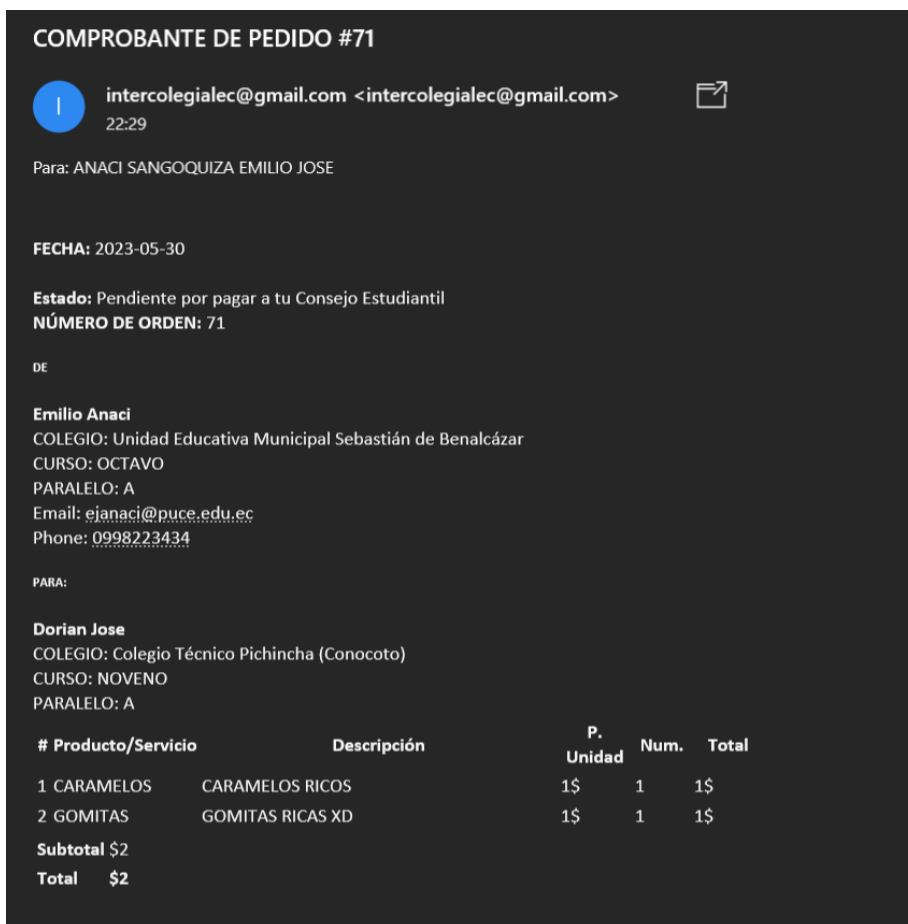 COMPROBANTE DE PEDIDO #71
I
intercolegialec@gmail.com <intercolegialec@gmail.com>
22:29
Para: ANACI SANGOQUIZA EMILIO JOSE
FECHA: 2023-05-30
Estado: Pendiente por pagar a tu Consejo Estudiantil
NÚMERO DE ORDEN: 71
DE
Emilio Anaci
COLEGIO: Unidad Educativa Municipal Sebastián de Benalcázar
CURSO: OCTAVO
PARALELO: A
Email: ejanaci@puce.edu.ec
Phone: 0998223434
PARA:
Dorian Jose
COLEGIO: Colegio Técnico Pichincha (Conocoto)
CURSO: NOVENO
PARALELO: A
# Producto/Servicio Descripción P. Unidad Num. Total
1 CARAMELOS CARAMELOS RICOS 1$ 1 1$
2 GOMITAS GOMITAS RICAS XD 1$ 1 1$
Subtotal $2
Total $2